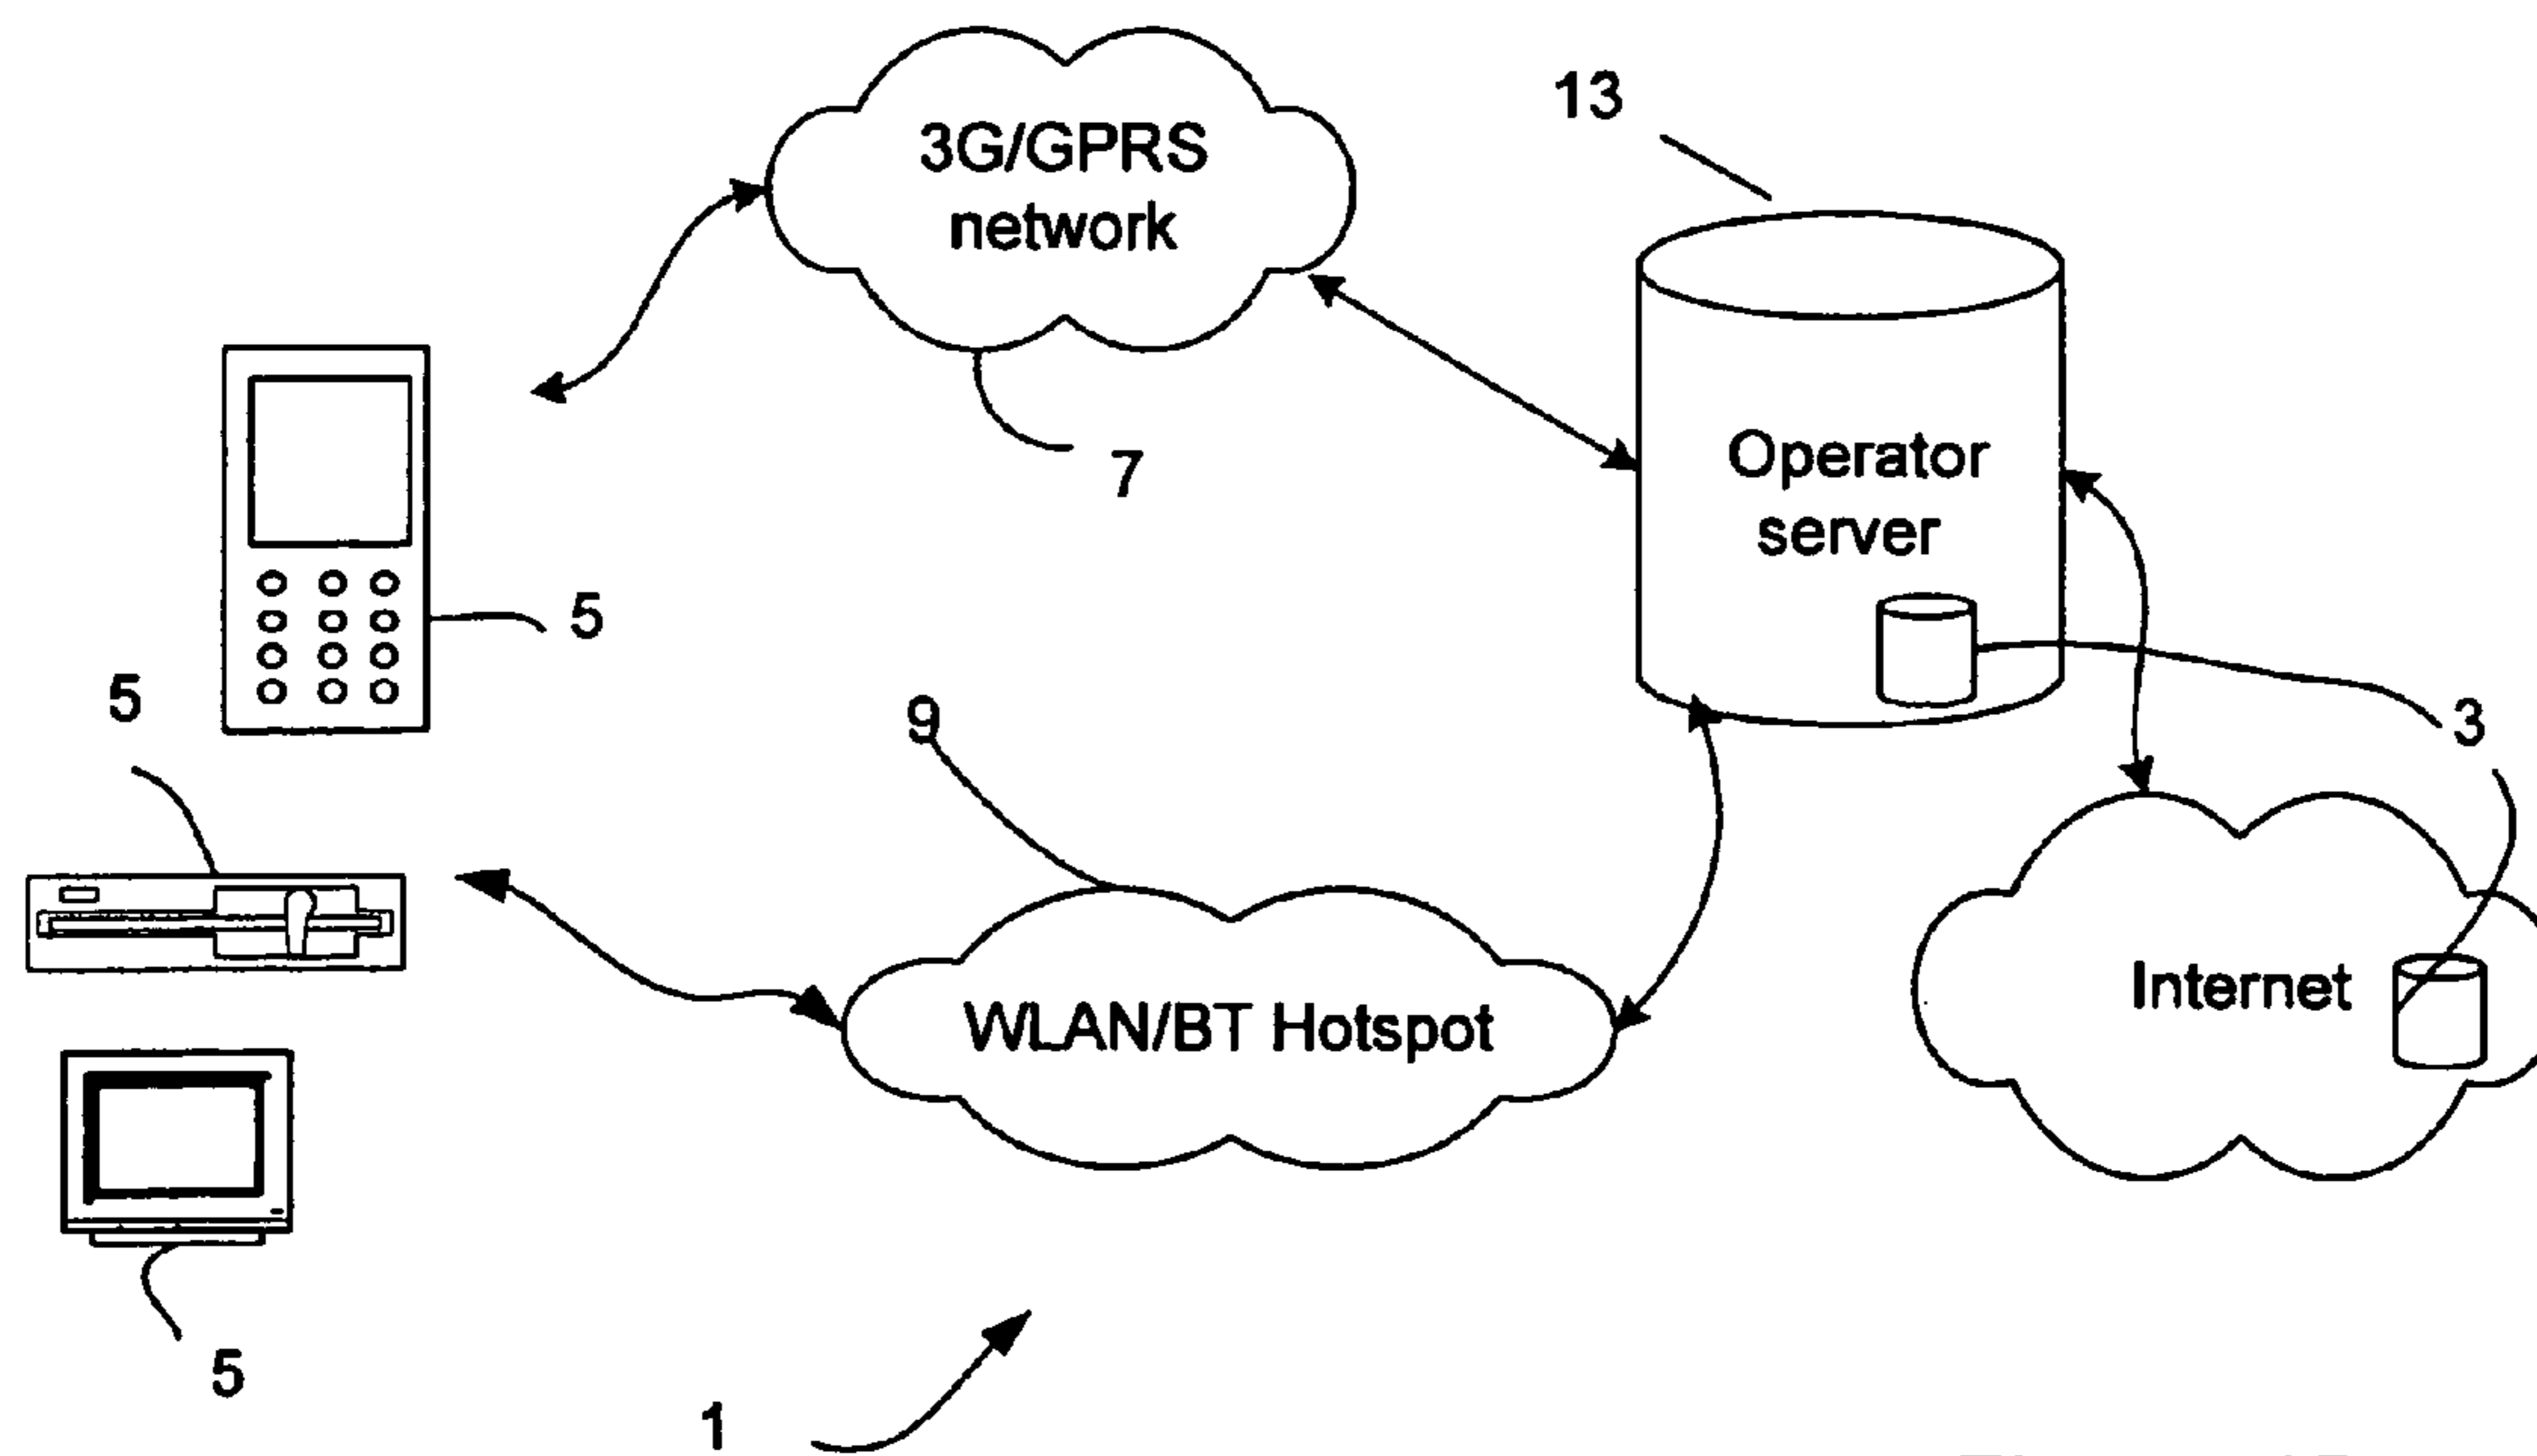 3G/GPRS
network
13
7
Operator
server
5
5
9
3
Internet
WLAN/BT Hotspot
5
1